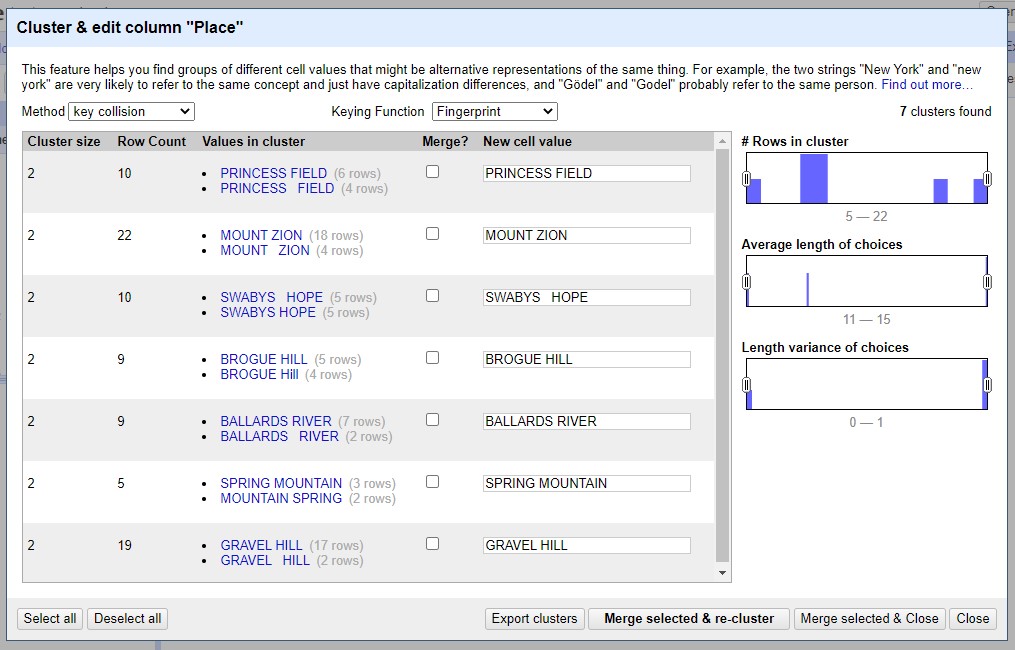 Cluster & edit column "Place"
This feature helps you find groups of different cell values that might be alternative representations of the same thing. For example, the two strings "New York" and "new
york" are very likely to refer to the same concept and just have capitalization differences, and "Gödel" and "Godel" probably refer to the same person. Find out more...
Method key collision Keying Function Fingerprint 7 clusters found
Cluster size Row Count Values in cluster Merge? New cell value
2 10 • PRINCESS FIELD (6 rows) PRINCESS FIELD
• PRINCESS   FIELD (4 rows)
2 22 • MOUNT ZION (18 rows) MOUNT ZION
• MOUNT   ZION (4 rows)
2 10 • SWABYS   HOPE (5 rows) SWABYS   HOPE
• SWABYS HOPE (5 rows)
2 9 • BROGUE HILL (5 rows) BROGUE HILL
• BROGUE Hill (4 rows)
2 9 • BALLARDS RIVER (7 rows) BALLARDS RIVER
• BALLARDS   RIVER (2 rows)
2 5 • SPRING MOUNTAIN (3 rows) SPRING MOUNTAIN
• MOUNTAIN SPRING (2 rows)
2 19 • GRAVEL HILL (17 rows) GRAVEL HILL
• GRAVEL   HILL (2 rows)
# Rows in cluster
5 — 22
Average length of choices
11 — 15
Length variance of choices
0 — 1
Select all Deselect all Export clusters Merge selected & re-cluster Merge selected & Close Close